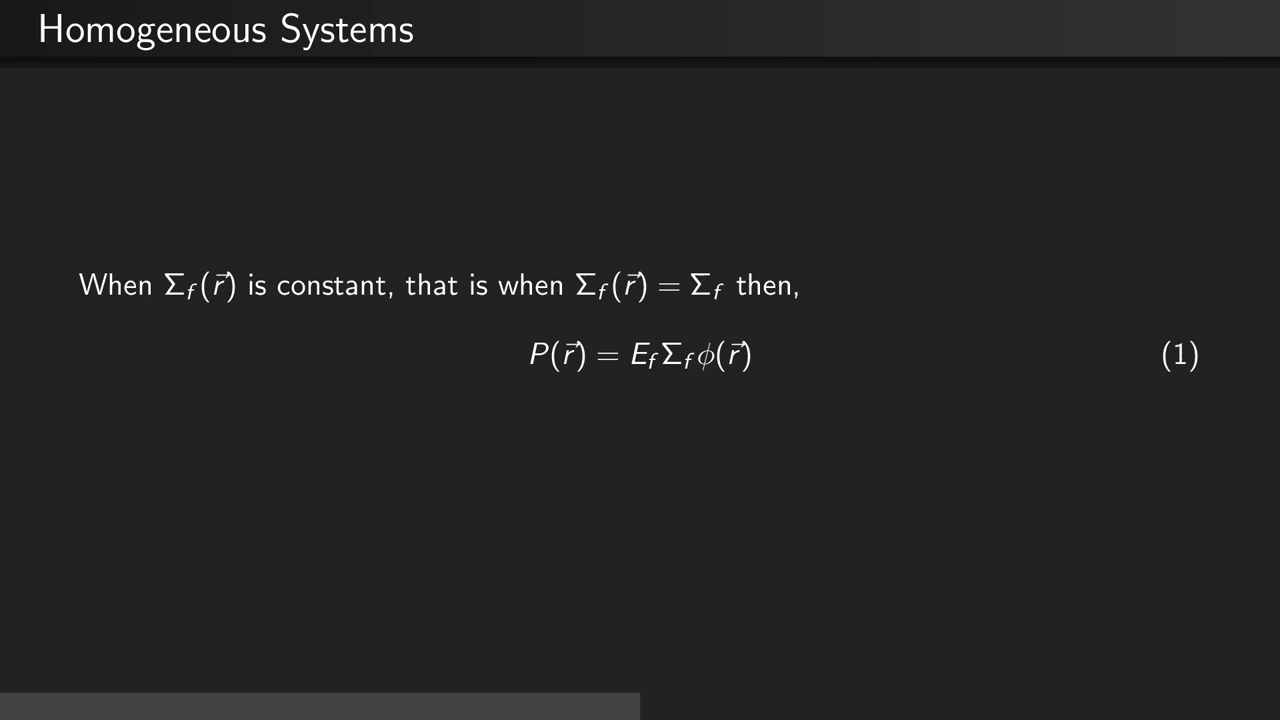 Homogeneous Systems
When Σ_f(r⃗) is constant, that is when Σ_f(r⃗) = Σ_f then,
P(r⃗) = E_f Σ_f ϕ(r⃗) (1)